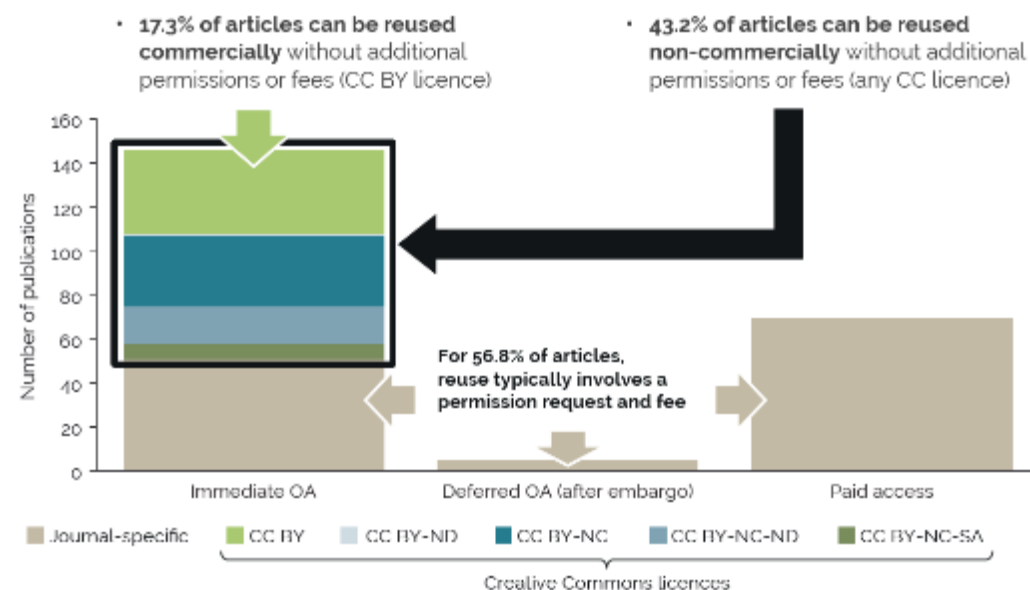 • 17.3% of articles can be reused
commercially without additional
permissions or fees (CC BY licence)
• 43.2% of articles can be reused
non-commercially without additional
permissions or fees (any CC licence)
160
140
120
100
80
60
40
20
0
Number of publications
For 56.8% of articles,
reuse typically involves a
permission request and fee
Immediate OA
Deferred OA (after embargo)
Paid access
Journal-specific
CC BY
CC BY-ND
CC BY-NC
CC BY-NC-ND
CC BY-NC-SA
Creative Commons licences